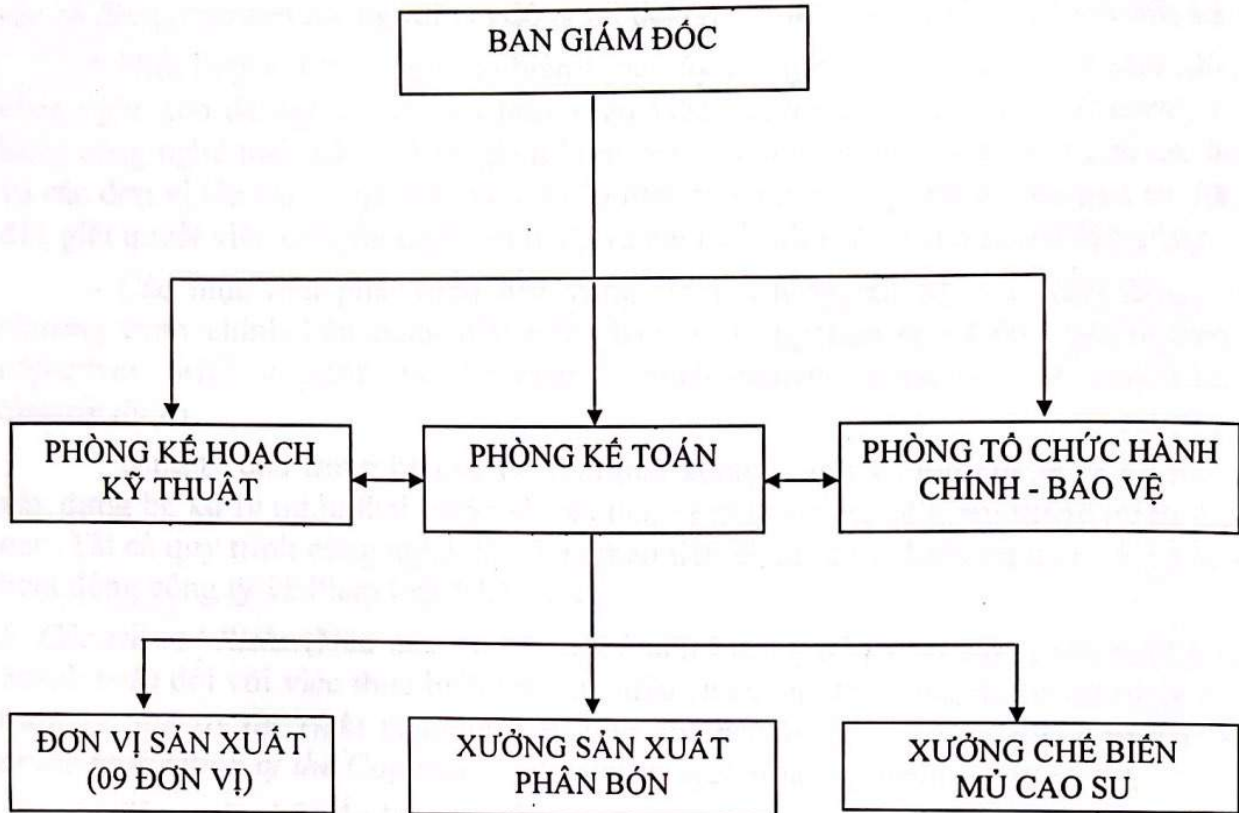 BAN GIÁM ĐỐC
PHÒNG KẾ HOẠCH
KỸ THUẬT
PHÒNG KẾ TOÁN
PHÒNG TỔ CHỨC HÀNH
CHÍNH - BẢO VỆ
ĐƠN VỊ SẢN XUẤT
(09 ĐƠN VỊ)
XƯỞNG SẢN XUẤT
PHÂN BÓN
XƯỞNG CHẾ BIẾN
MỦ CAO SU